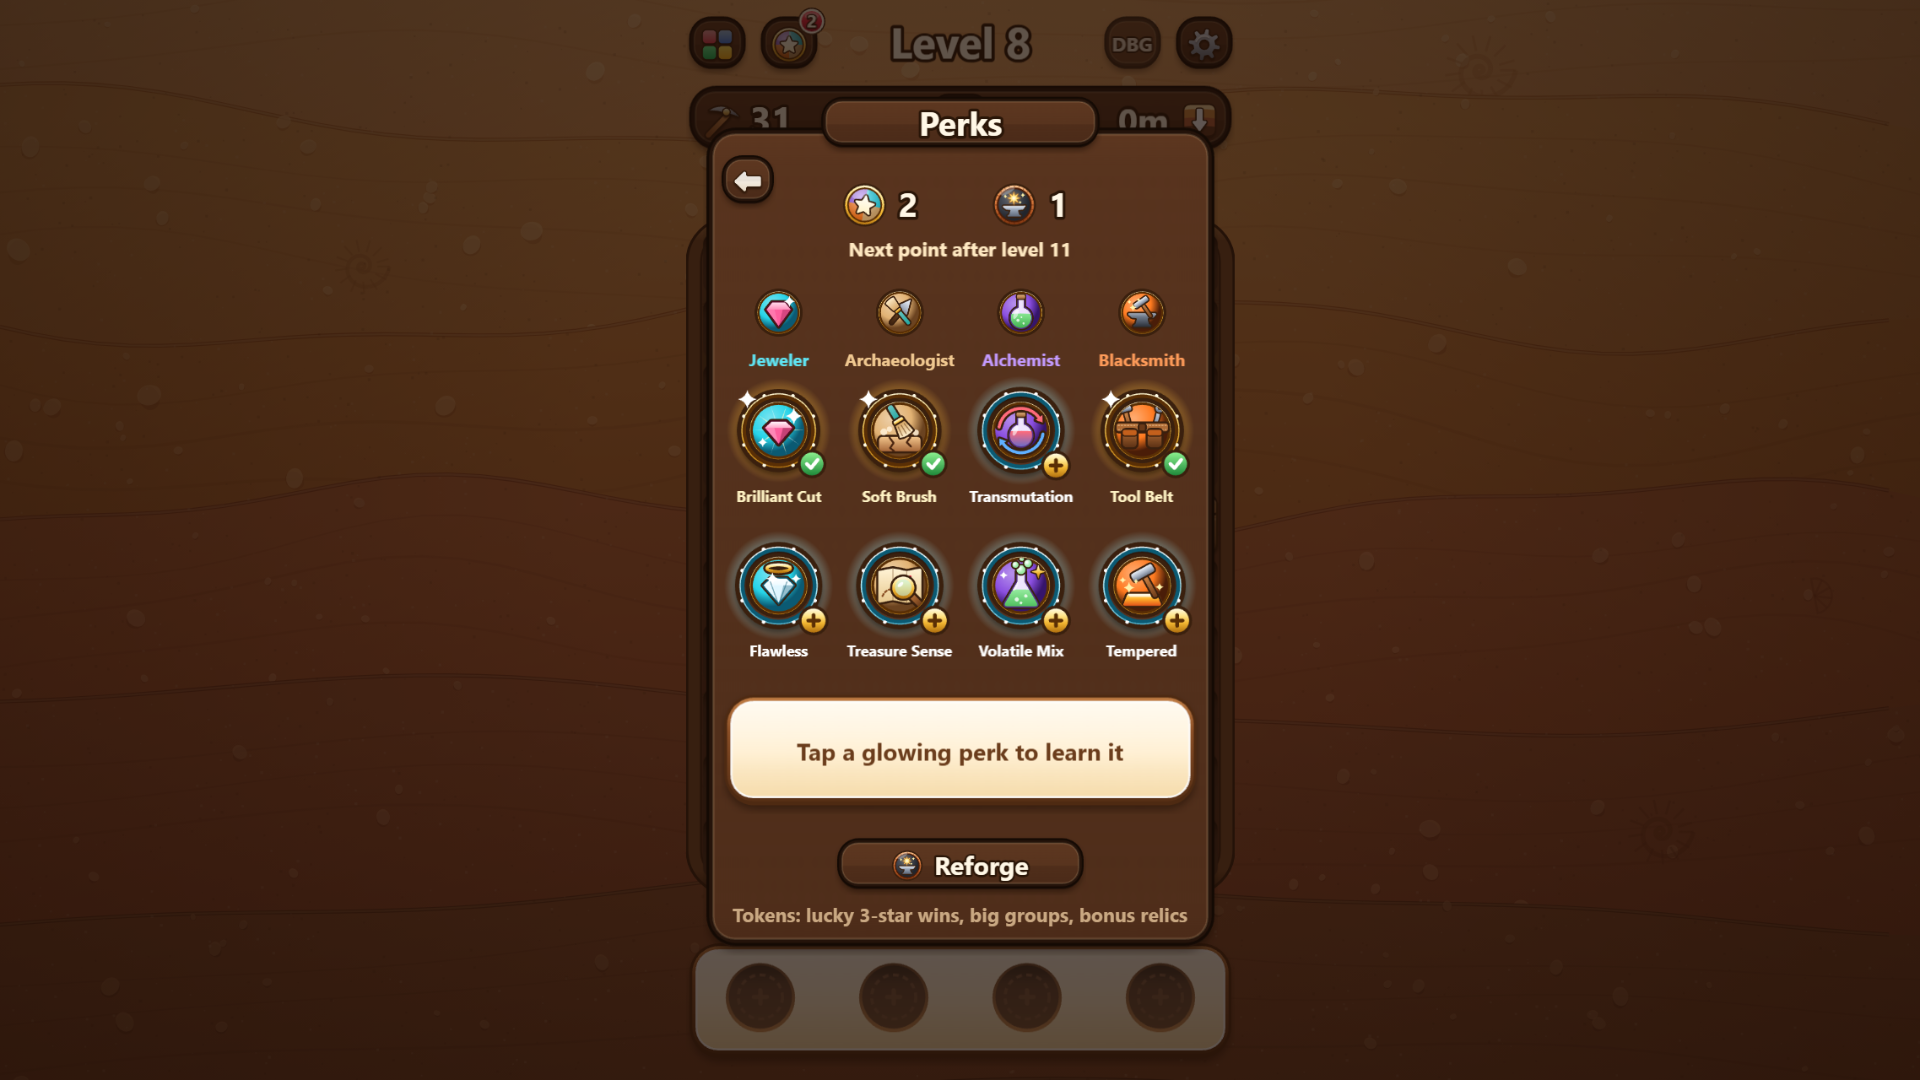 2
Level 8
DBG
31
Perks
0m
2
1
Next point after level 11
Jeweler
Archaeologist
Alchemist
Blacksmith
Brilliant Cut
Soft Brush
Transmutation
Tool Belt
Flawless
Treasure Sense
Volatile Mix
Tempered
Tap a glowing perk to learn it
Reforge
Tokens: lucky 3-star wins, big groups, bonus relics